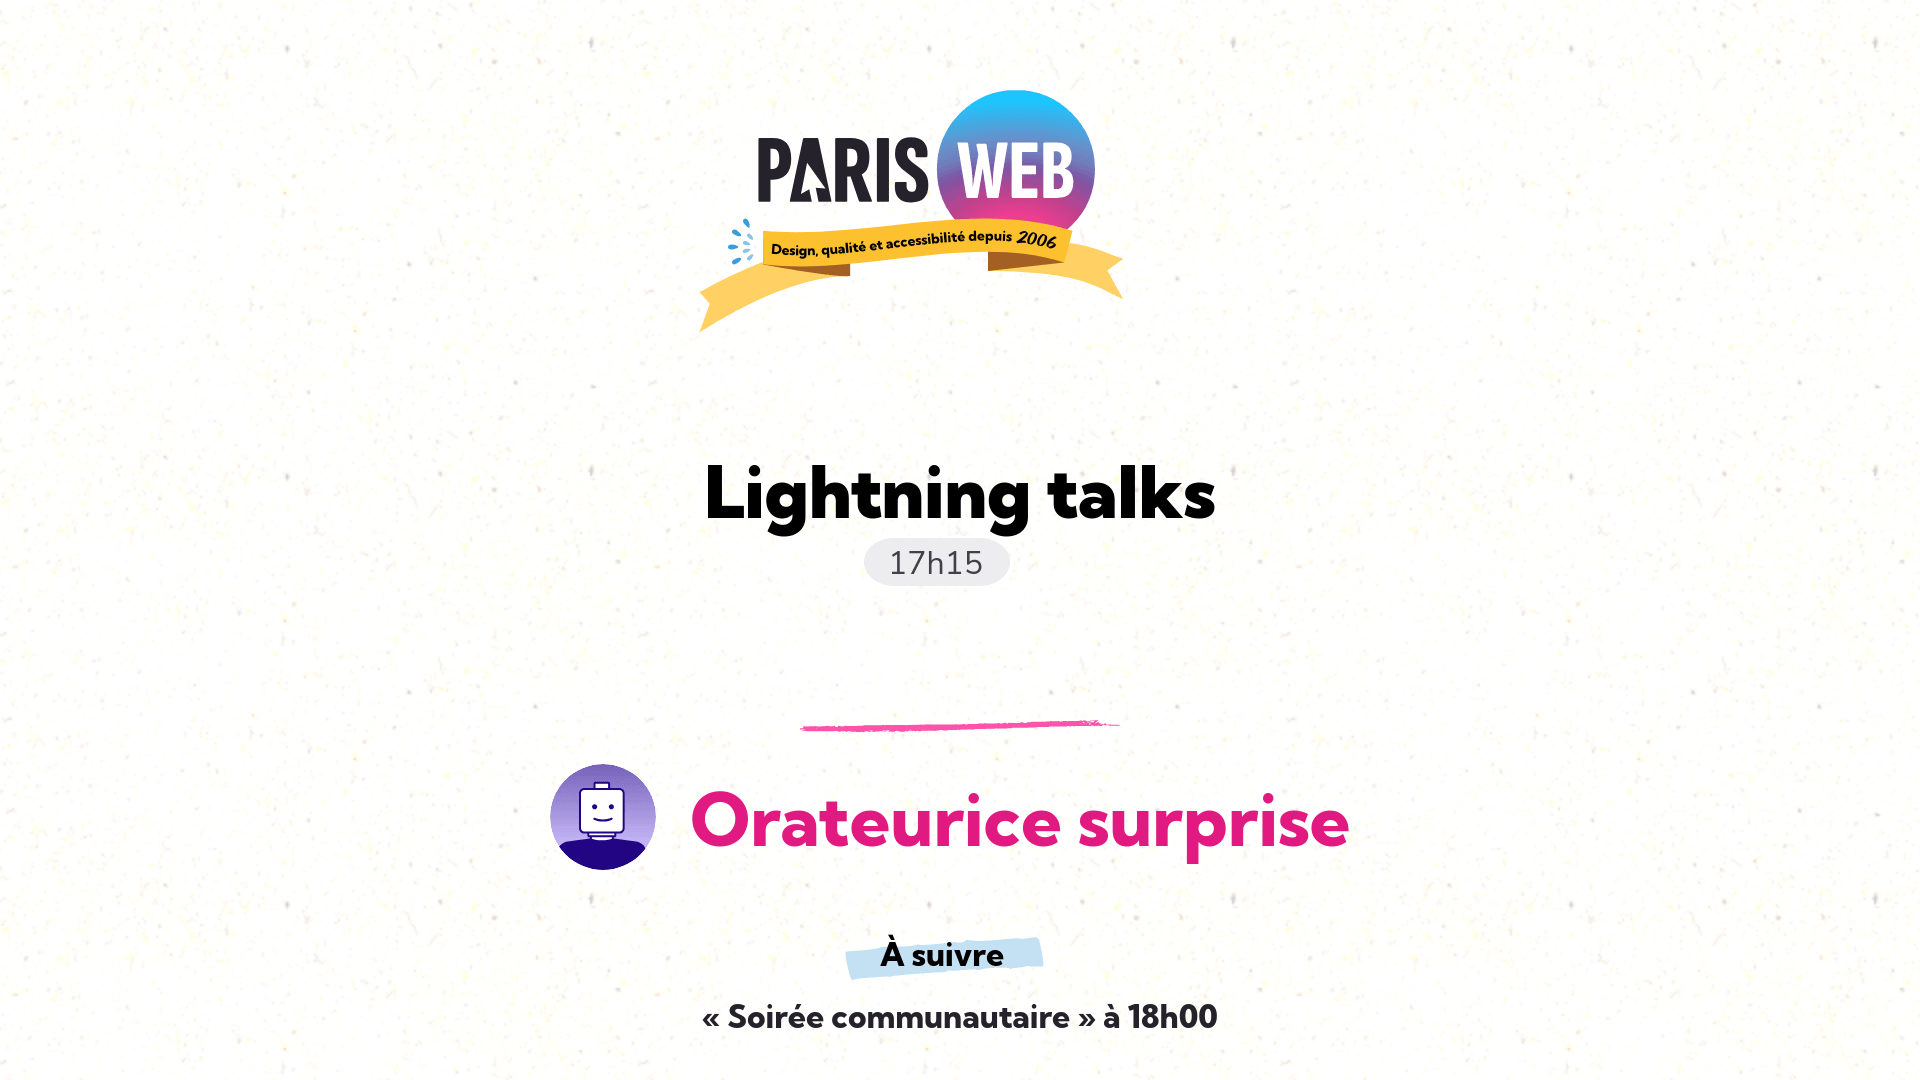 PARIS WEB
Design, qualité et accessibilité depuis 2006
Lightning talks
17h15
Orateurice surprise
À suivre
« Soirée communautaire » à 18h00